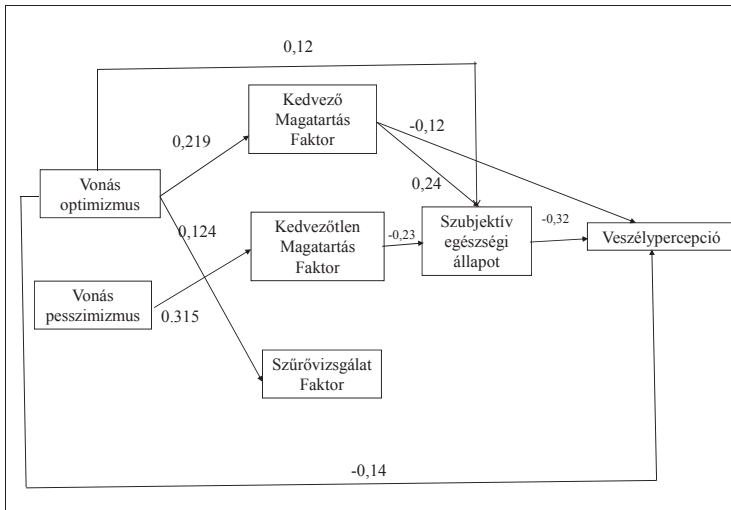 0,12
Kedvező
Magatartás
Faktor
-0,12
0,219
0,24
Vonás
optimizmus
0,124
Kedvezőtlen
Magatartás
Faktor
-0,23
Szubjektív
egészségi
állapot
-0,32
Veszélypercepció
Vonás
pesszimizmus
0.315
Szűrővizsgálat
Faktor
-0,14